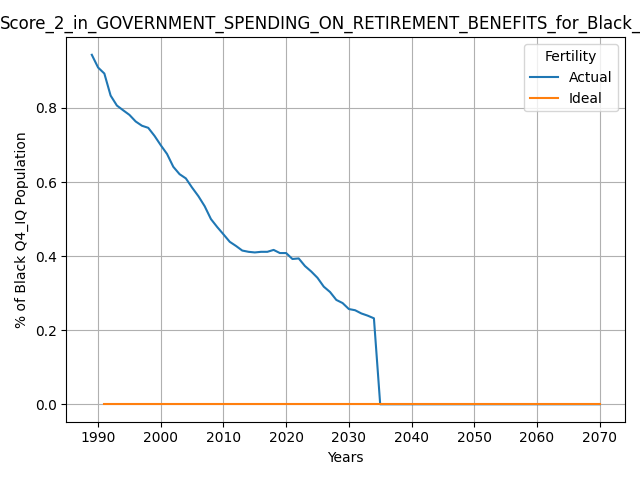 Score_2_in_GOVERNMENT_SPENDING_ON_RETIREMENT_BENEFITS_for_Black_
Fertility
Actual
Ideal
% of Black Q4_IQ Population
0.8
0.6
0.4
0.2
0.0
1990 2000 2010 2020 2030 2040 2050 2060 2070
Years